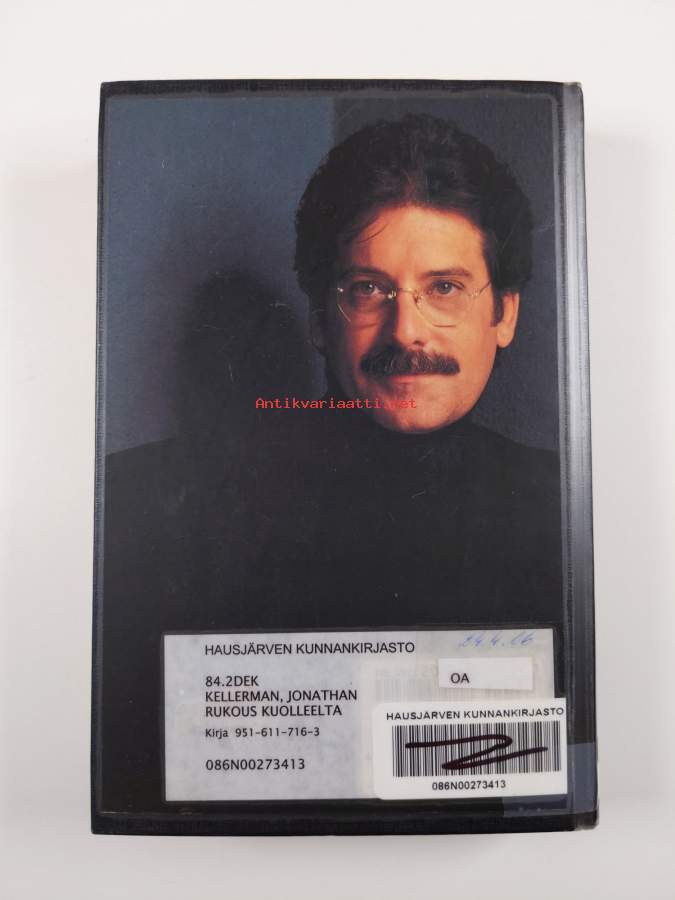 Antikvariaatti.net
HAUSJÄRVEN KUNNANKIRJASTO
24.4.16
84.2DEK
OA
KELLERMAN, JONATHAN
RUKOUS KUOLLEELTA
Kirja 951-611-716-3
086N00273413
HAUSJÄRVEN KUNNANKIRJASTO
086N00273413